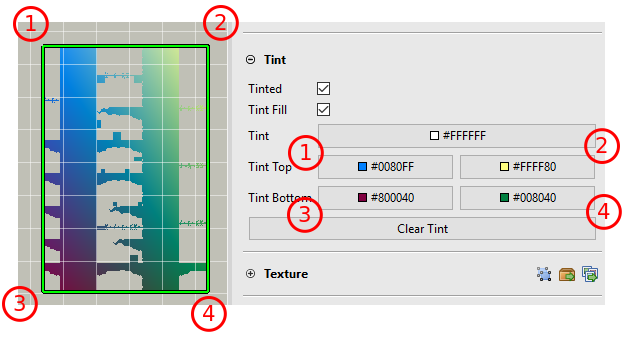 1
2
Tint
Tinted
Tint Fill
Tint
#FFFFFF
1
2
Tint Top
#0080FF
#FFFF80
Tint Bottom
#800040
#008040
3
4
Clear Tint
Texture
3
4